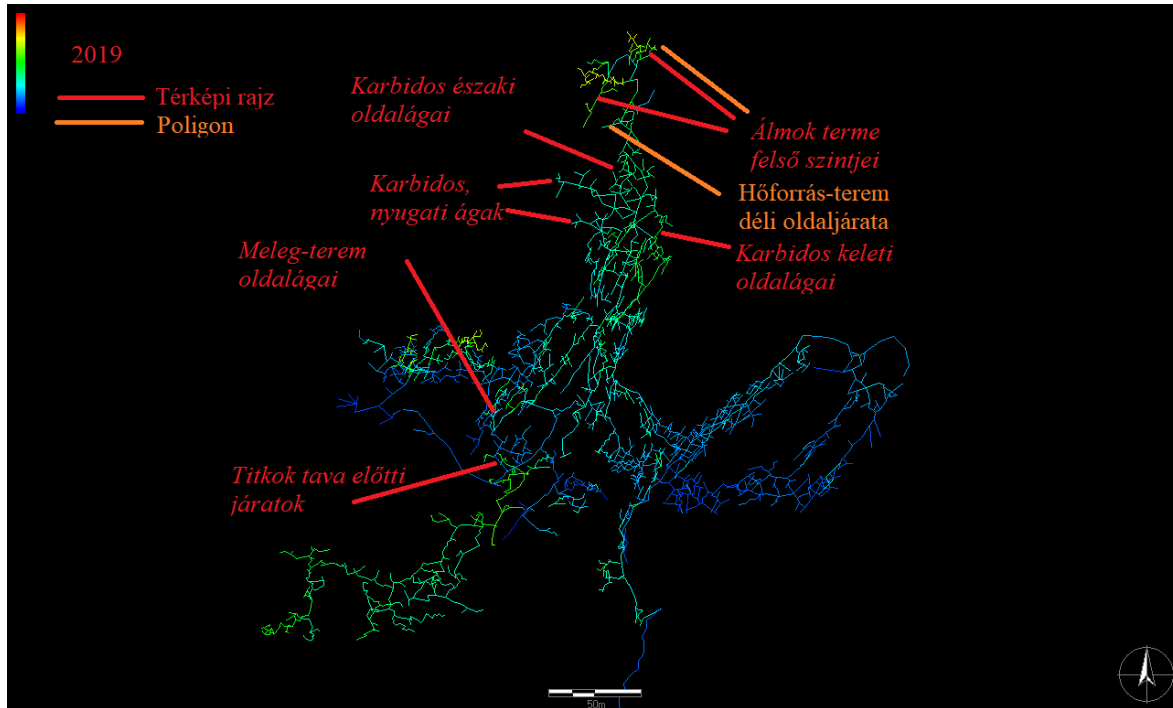 2019
Térképi rajz
Poligon
Karbidos északi
oldalágai
Karbidos,
nyugati ágak
Meleg-terem
oldalágai
Titkok tava előtti
járatok
Álmok terme
felső szintjei
Hőforrás-terem
déli oldaljárata
Karbidos keleti
oldalágai
50m